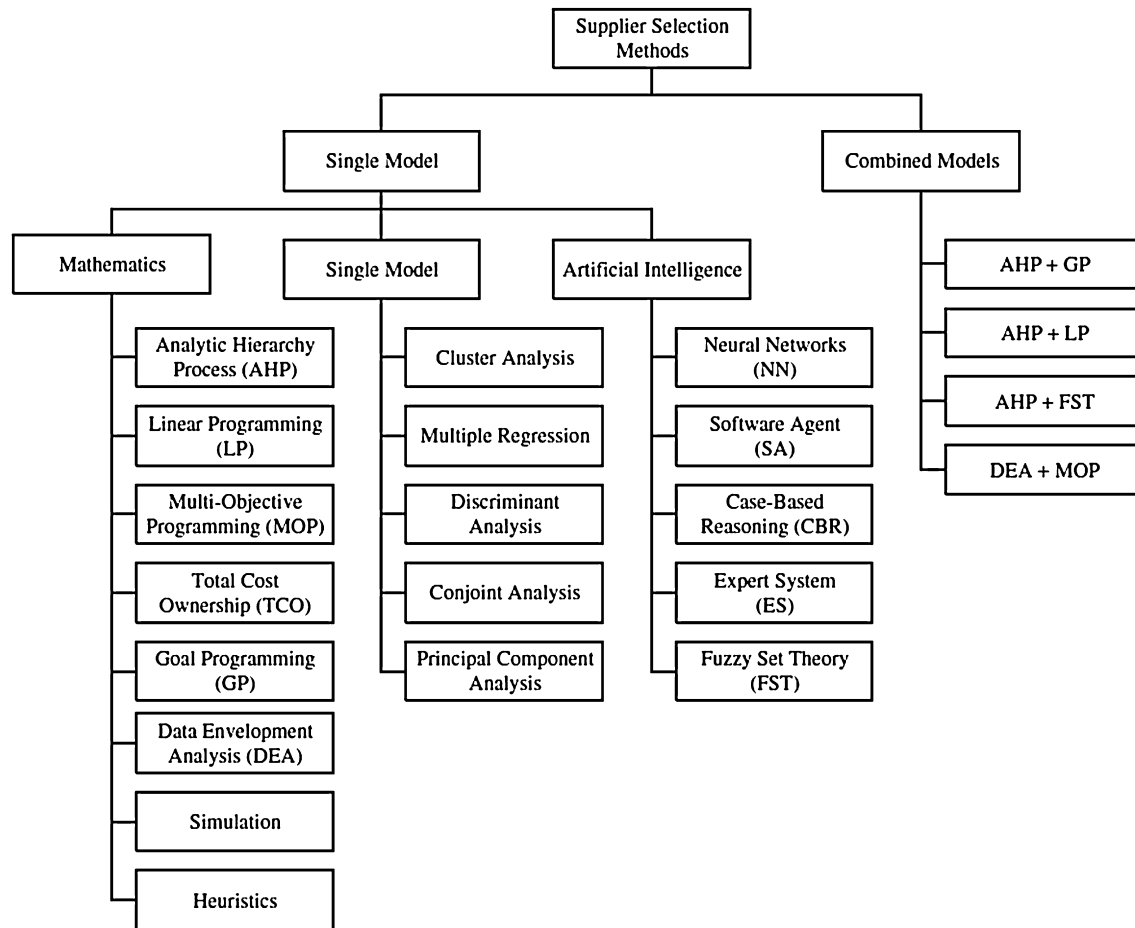 Supplier Selection
Methods
Single Model
Combined Models
Mathematics
Single Model
Artificial Intelligence
Analytic Hierarchy
Process (AHP)
Linear Programming
(LP)
Multi-Objective
Programming (MOP)
Total Cost
Ownership (TCO)
Goal Programming
(GP)
Data Envelopment
Analysis (DEA)
Simulation
Heuristics
Cluster Analysis
Multiple Regression
Discriminant
Analysis
Conjoint Analysis
Principal Component
Analysis
Neural Networks
(NN)
Software Agent
(SA)
Case-Based
Reasoning (CBR)
Expert System
(ES)
Fuzzy Set Theory
(FST)
AHP + GP
AHP + LP
AHP + FST
DEA + MOP